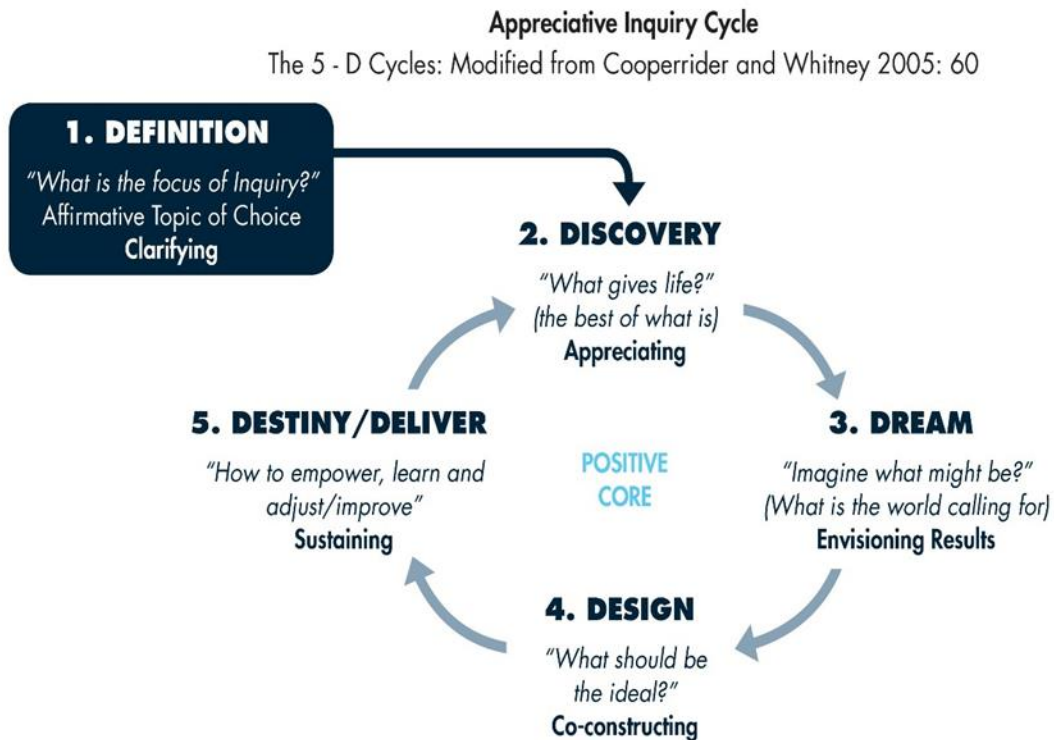 Appreciative Inquiry Cycle
The 5 - D Cycles: Modified from Cooperrider and Whitney 2005: 60
1. DEFINITION
“What is the focus of Inquiry?”
Affirmative Topic of Choice
Clarifying
2. DISCOVERY
“What gives life?”
(the best of what is)
Appreciating
3. DREAM
“Imagine what might be?”
(What is the world calling for)
Envisioning Results
4. DESIGN
“What should be
the ideal?”
Co-constructing
5. DESTINY/DELIVER
“How to empower, learn and
adjust/improve”
Sustaining
POSITIVE
CORE